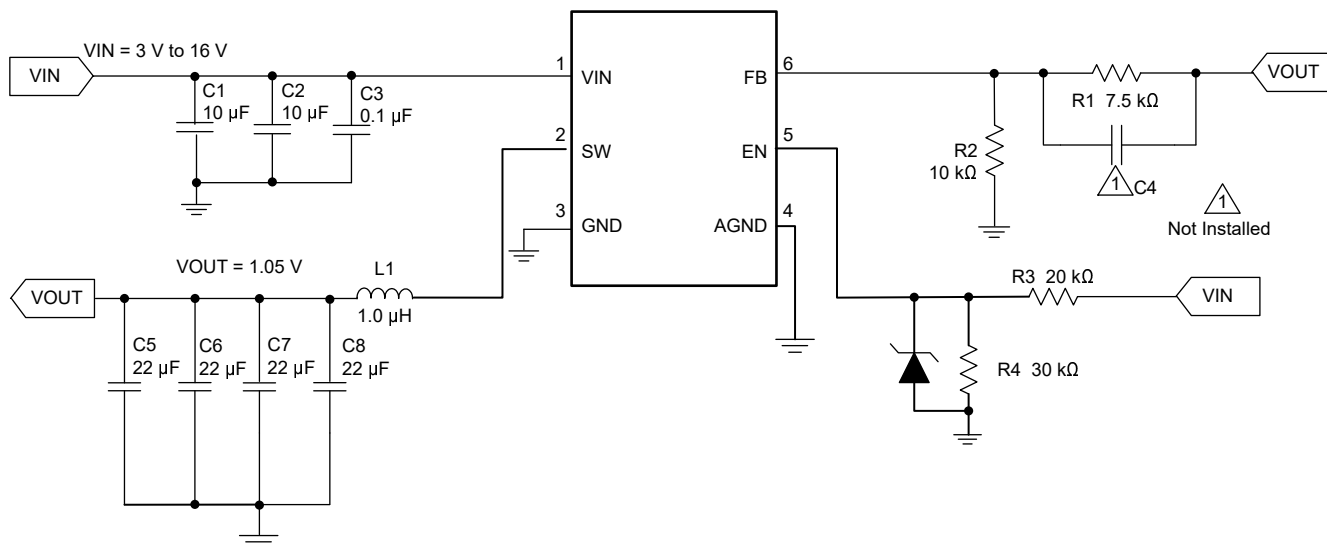 VIN = 3 V to 16 V
VIN
C1
10 µF
C2
10 µF
C3
0.1 µF
1
VIN
2
SW
3
GND
6
FB
5
EN
4
AGND
R1 7.5 kΩ
VOUT
R2
10 kΩ
1
C4
1
Not Installed
VOUT = 1.05 V
VOUT
L1
1.0 µH
C5
22 µF
C6
22 µF
C7
22 µF
C8
22 µF
R3 20 kΩ
VIN
R4 30 kΩ